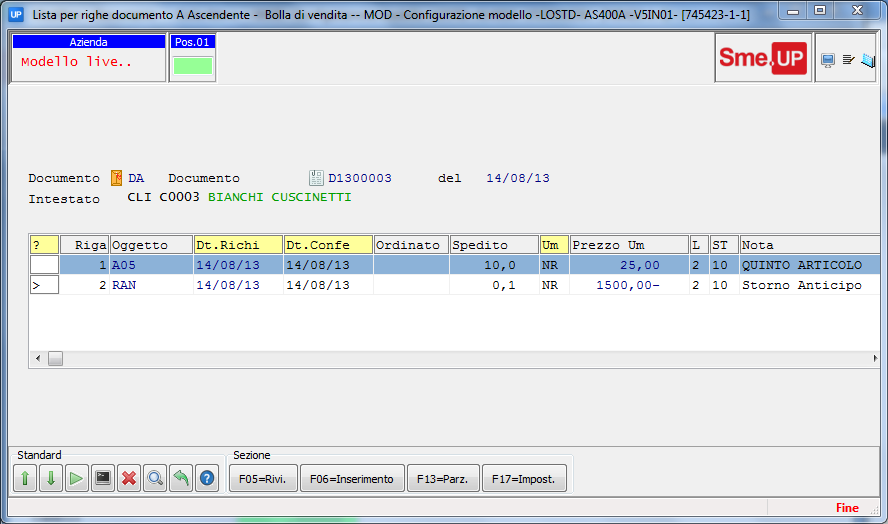 UP Lista per righe documento A Ascendente - Bolla di vendita -- MOD - Configurazione modello -LOSTD- AS400A -V5IN01- [745423-1-1]
Azienda Pos.01
Modello live..
Sme.UP
Documento DA Documento D1300003 del 14/08/13
Intestato CLI C0003 BIANCHI CUSCINETTI
? Riga Oggetto Dt.Richi Dt.Confe Ordinato Spedito Um Prezzo Um L ST Nota
1 A05 14/08/13 14/08/13 10,0 NR 25,00 2 10 QUINTO ARTICOLO
> 2 RAN 14/08/13 14/08/13 0,1 NR 1500,00- 2 10 Storno Anticipo
Standard Sezione
F05=Rivi. F06=Inserimento F13=Parz. F17=Impost.
Fine